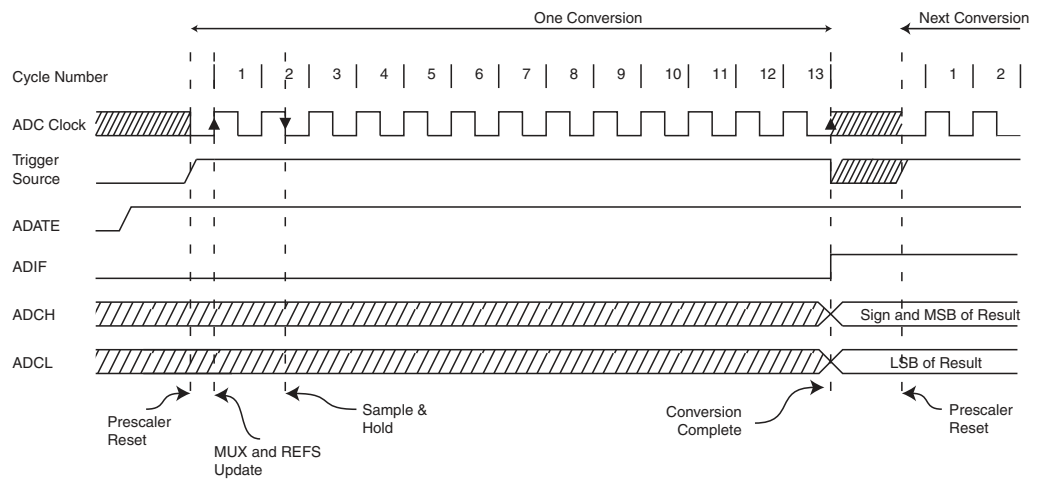 One Conversion
Next Conversion
Cycle Number
1 2 3 4 5 6 7 8 9 10 11 12 13 1 2
ADC Clock
Trigger
Source
ADATE
ADIF
ADCH
Sign and MSB of Result
ADCL
LSB of Result
Prescaler
Reset
MUX and REFS
Update
Sample &
Hold
Conversion
Complete
Prescaler
Reset